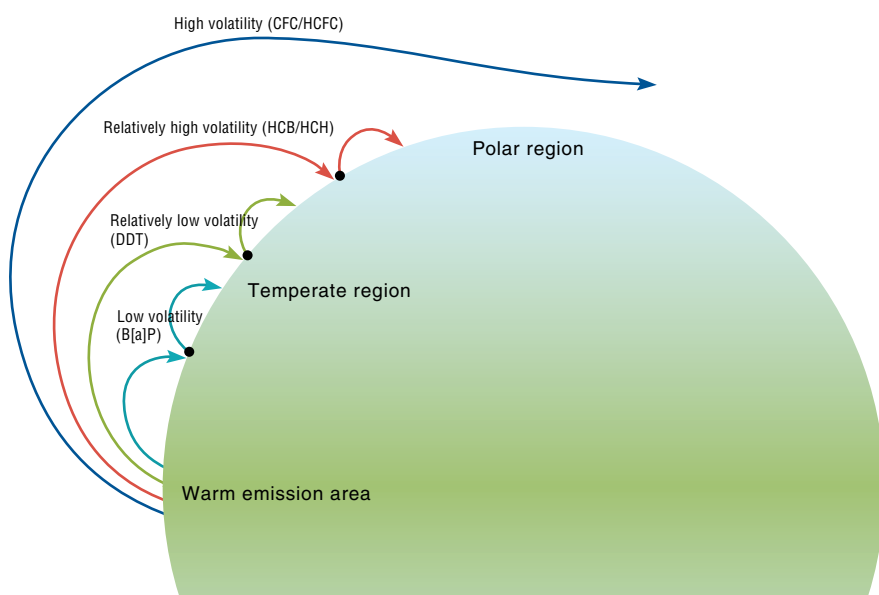 High volatility (CFC/HCFC)
Relatively high volatility (HCB/HCH)
Polar region
Relatively low volatility
(DDT)
Temperate region
Low volatility
(B[a]P)
Warm emission area